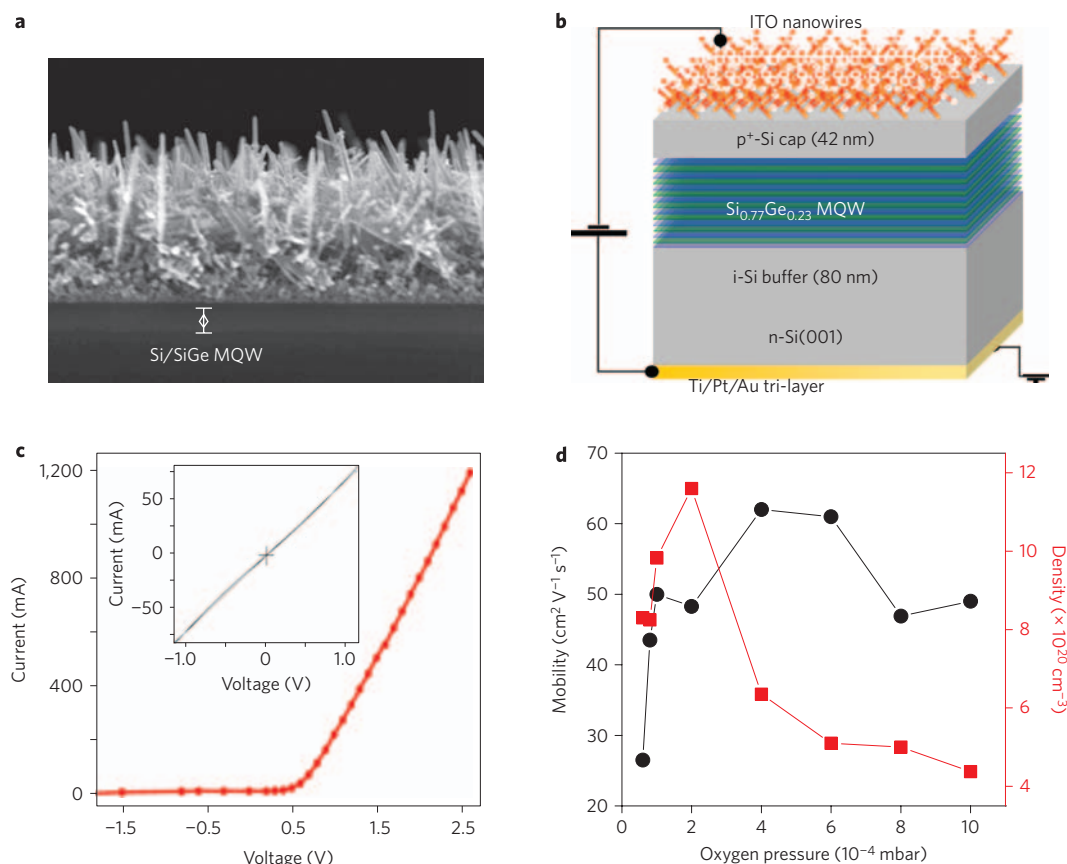 a
Si/SiGe MQW
b
ITO nanowires
p⁺-Si cap (42 nm)
Si₀.₇₇Ge₀.₂₃ MQW
i-Si buffer (80 nm)
n-Si(001)
Ti/Pt/Au tri-layer
c
1,200
800
400
0
Current (mA)
−1.5
−0.5
0.5
1.5
2.5
Voltage (V)
50
0
−50
Current (mA)
−1.0
0
1.0
Voltage (V)
d
70
60
50
40
30
20
Mobility (cm² V⁻¹ s⁻¹)
12
10
8
6
4
Density (× 10²⁰ cm⁻³)
0
2
4
6
8
10
Oxygen pressure (10⁻⁴ mbar)